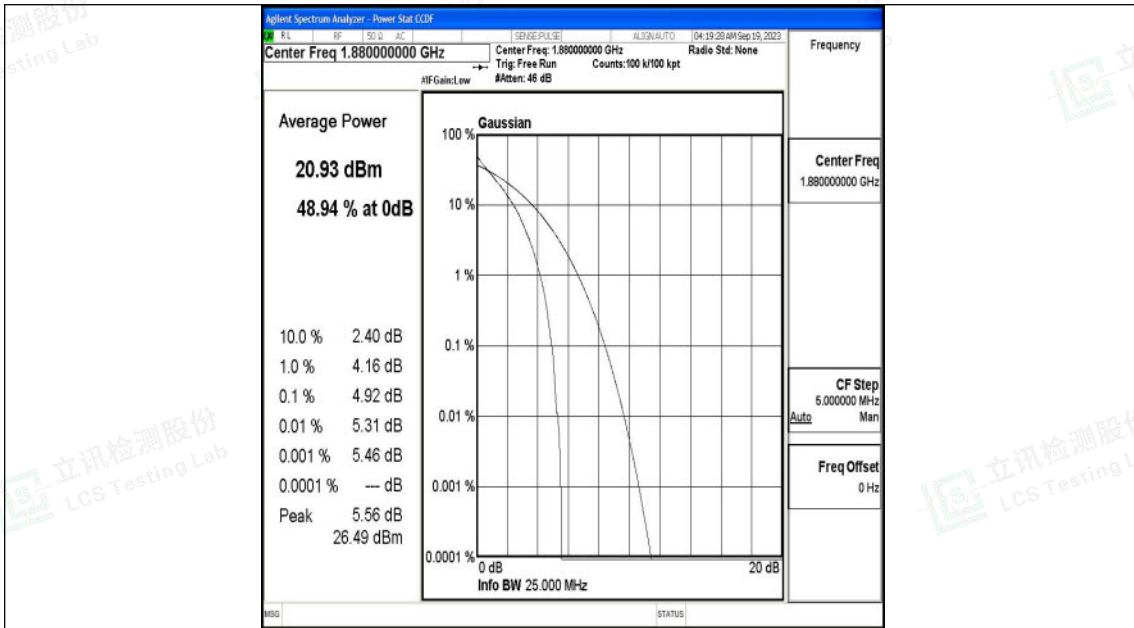 Agilent Spectrum Analyzer - Power Stat CCDF
RL RF 50 Ω AC SENSE:PULSE ALIGNAUTO 04:19:28 AM Sep 19, 2023
Center Freq 1.880000000 GHz
Center Freq: 1.880000000 GHz Radio Std: None
Trig: Free Run Counts:100 k/100 kpt
#IFGain:Low #Atten: 46 dB
Frequency
Average Power
20.93 dBm
48.94 % at 0dB
10.0 % 2.40 dB
1.0 % 4.16 dB
0.1 % 4.92 dB
0.01 % 5.31 dB
0.001 % 5.46 dB
0.0001 % --- dB
Peak 5.56 dB
26.49 dBm
Gaussian
100 %
10 %
1 %
0.1 %
0.01 %
0.001 %
0.0001 %
0 dB 20 dB
Info BW 25.000 MHz
Center Freq
1.880000000 GHz
CF Step
5.000000 MHz
Auto Man
Freq Offset
0 Hz
MSG STATUS
立讯检测股份
LCS Testing Lab
立讯检测股份
LCS Testing L
测股份
sting Lab
立